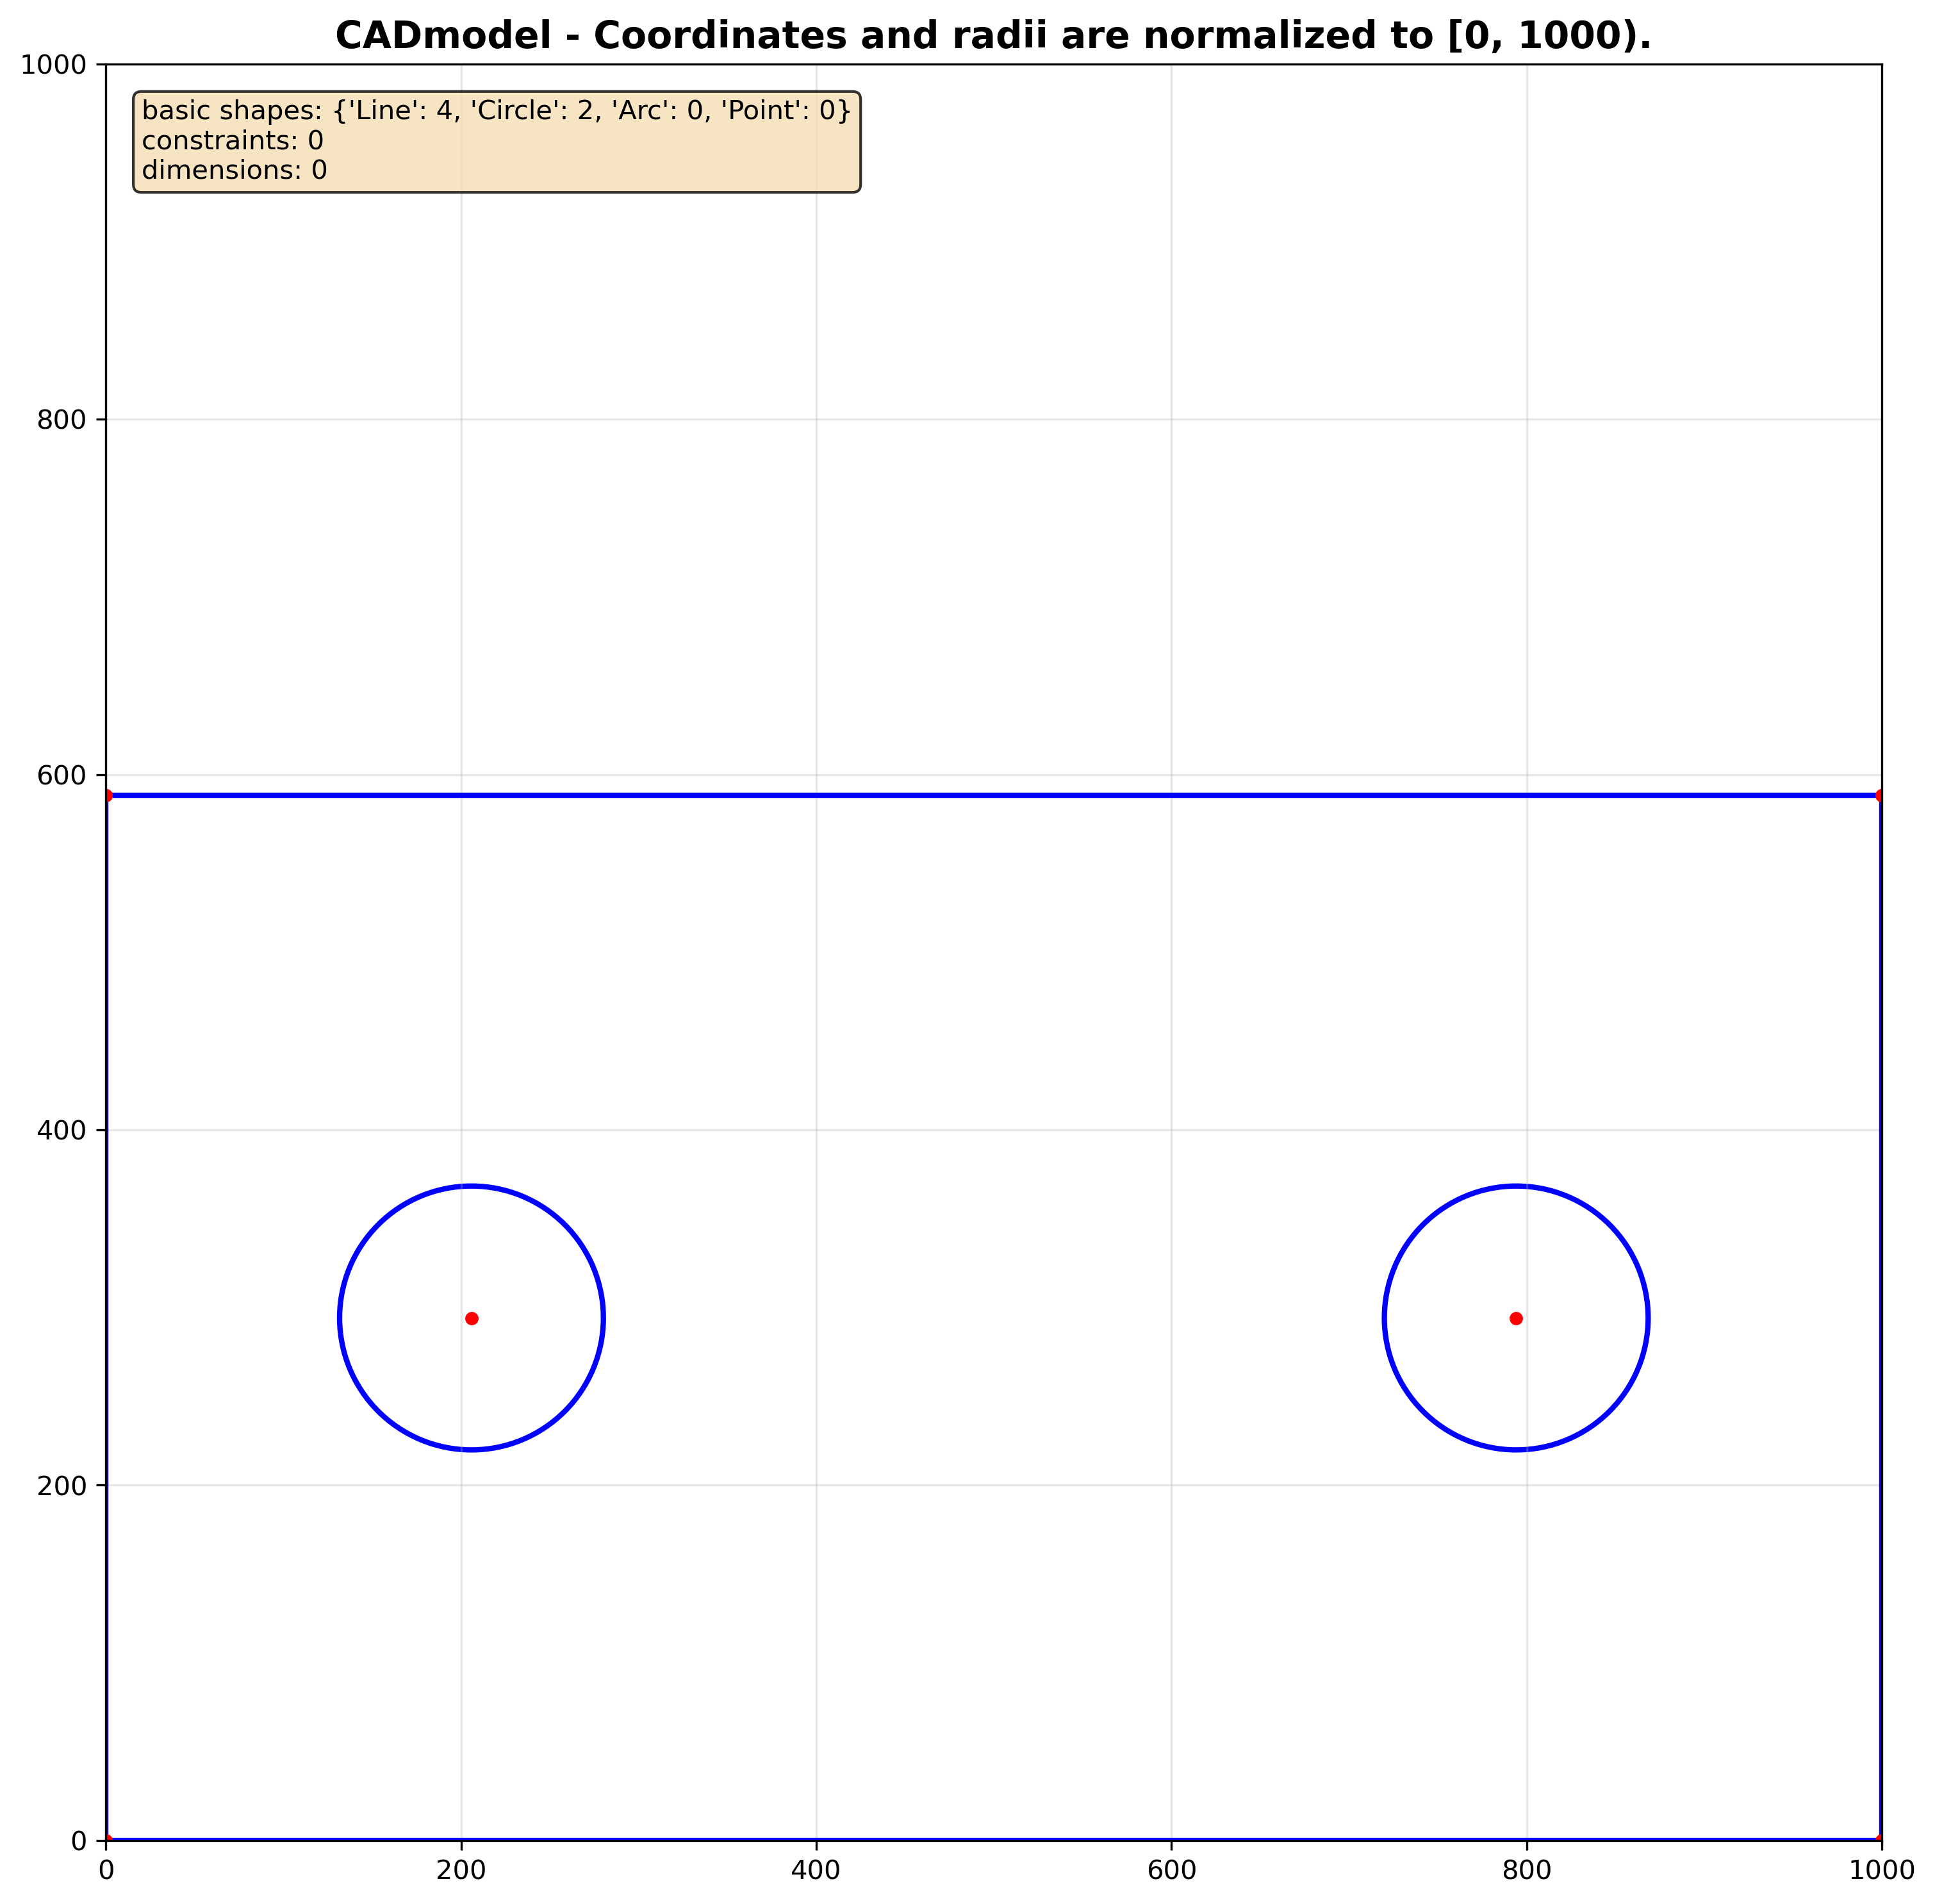 CADmodel - Coordinates and radii are normalized to [0, 1000).
basic shapes: {'Line': 4, 'Circle': 2, 'Arc': 0, 'Point': 0}
constraints: 0
dimensions: 0
1000
800
600
400
200
0
0 200 400 600 800 1000